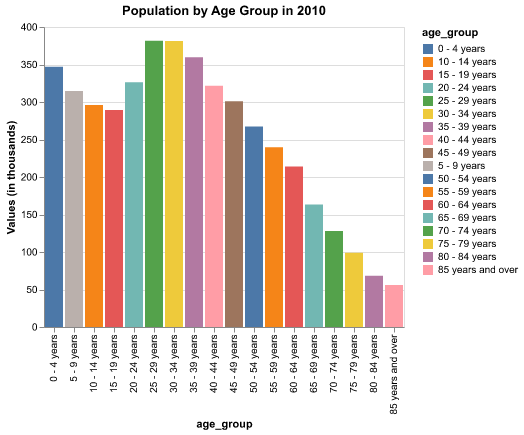 Population by Age Group in 2010
Values (in thousands)
400
350
300
250
200
150
100
50
0
0 - 4 years
5 - 9 years
10 - 14 years
15 - 19 years
20 - 24 years
25 - 29 years
30 - 34 years
35 - 39 years
40 - 44 years
45 - 49 years
50 - 54 years
55 - 59 years
60 - 64 years
65 - 69 years
70 - 74 years
75 - 79 years
80 - 84 years
85 years and over
age_group
age_group
0 - 4 years
10 - 14 years
15 - 19 years
20 - 24 years
25 - 29 years
30 - 34 years
35 - 39 years
40 - 44 years
45 - 49 years
5 - 9 years
50 - 54 years
55 - 59 years
60 - 64 years
65 - 69 years
70 - 74 years
75 - 79 years
80 - 84 years
85 years and over